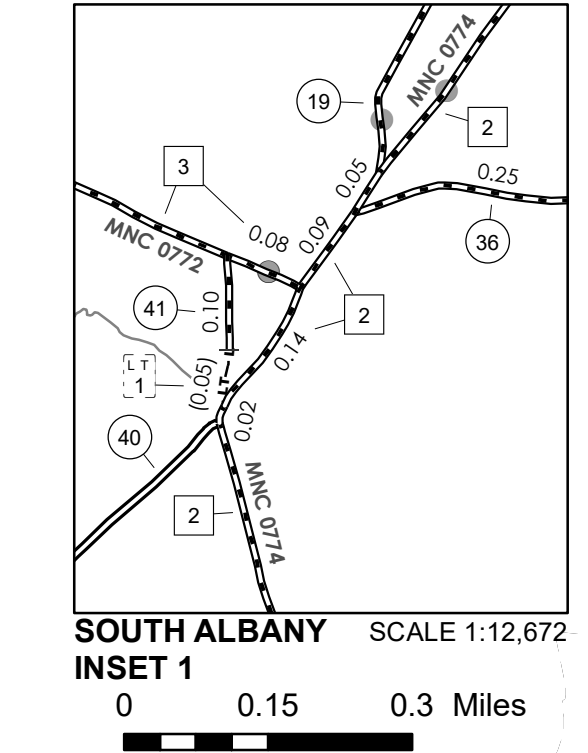 MNC 0774
19
2
3
0.05
0.25
0.08
0.09
MNC 0772
36
41
0.10
2
0.14
LT
1
(0.05)
LT
0.02
40
MNC 0774
2
SOUTH ALBANY
SCALE 1:12,672
INSET 1
0 0.15 0.3 Miles